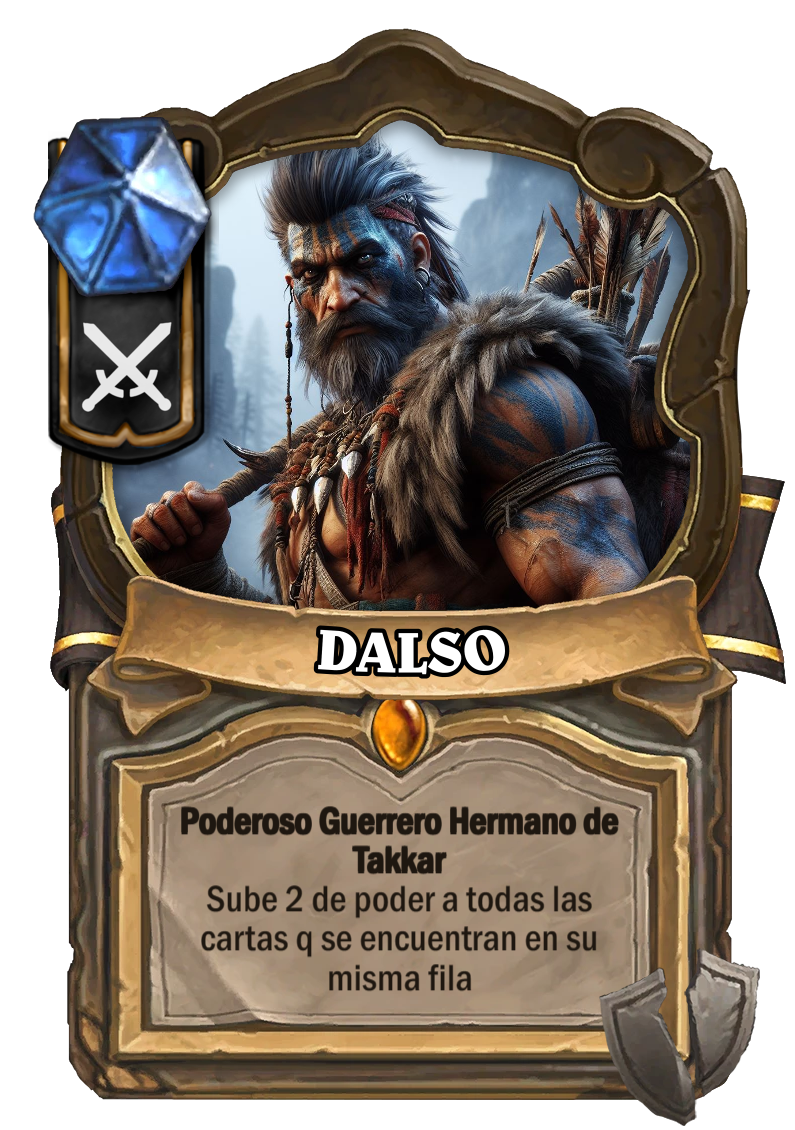 DALSO
Poderoso Guerrero Hermano de
Takkar
Sube 2 de poder a todas las
cartas q se encuentran en su
misma fila